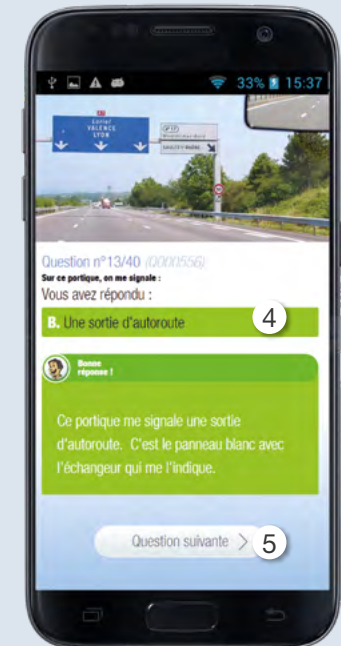 33% 15:37
VALENCE
LYON
Question n°13/40 (Q000556)
Sur ce portique, on me signale :
Vous avez répondu :
B. Une sortie d'autoroute
4
Bonne
réponse !
Ce portique me signale une sortie
d'autoroute. C'est le panneau blanc avec
l'échangeur qui me l'indique.
Question suivante >
5